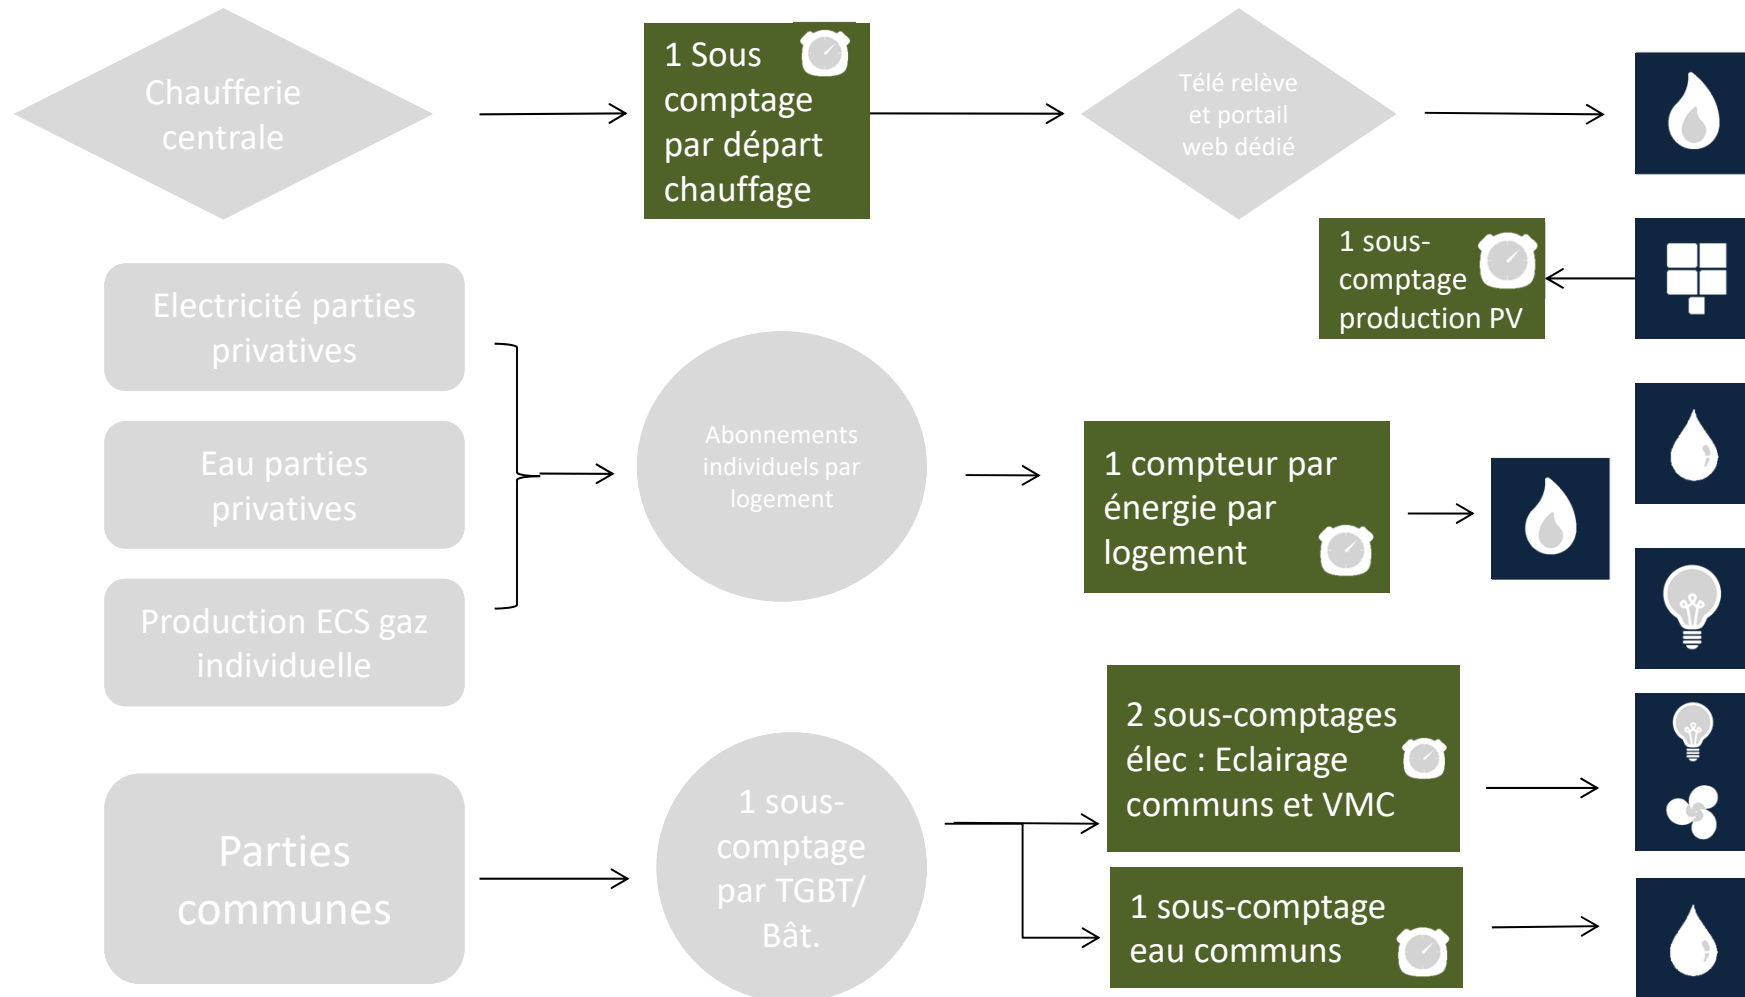 Chaufferie
centrale
1 Sous
comptage
par départ
chauffage
Télé relève
et portail
web dédié
1 sous-
comptage
production PV
Electricité parties
privatives
Eau parties
privatives
Production ECS gaz
individuelle
Abonnements
individuels par
logement
1 compteur par
énergie par
logement
Parties
communes
1 sous-
comptage
par TGBT/
Bât.
2 sous-comptages
élec : Eclairage
communs et VMC
1 sous-comptage
eau communs